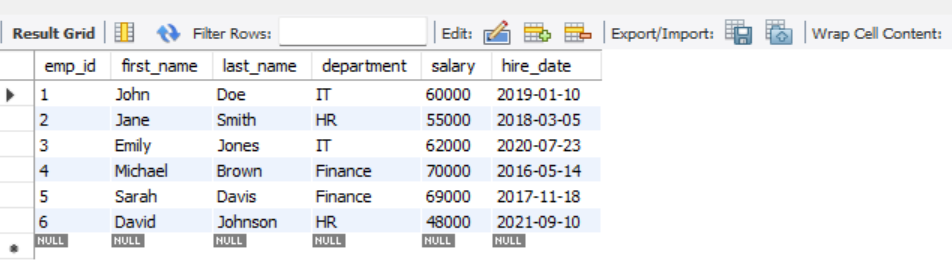 Result Grid Filter Rows: Edit: Export/Import: Wrap Cell Content:
emp_id first_name last_name department salary hire_date
1 John Doe IT 60000 2019-01-10
2 Jane Smith HR 55000 2018-03-05
3 Emily Jones IT 62000 2020-07-23
4 Michael Brown Finance 70000 2016-05-14
5 Sarah Davis Finance 69000 2017-11-18
6 David Johnson HR 48000 2021-09-10
NULL NULL NULL NULL NULL NULL